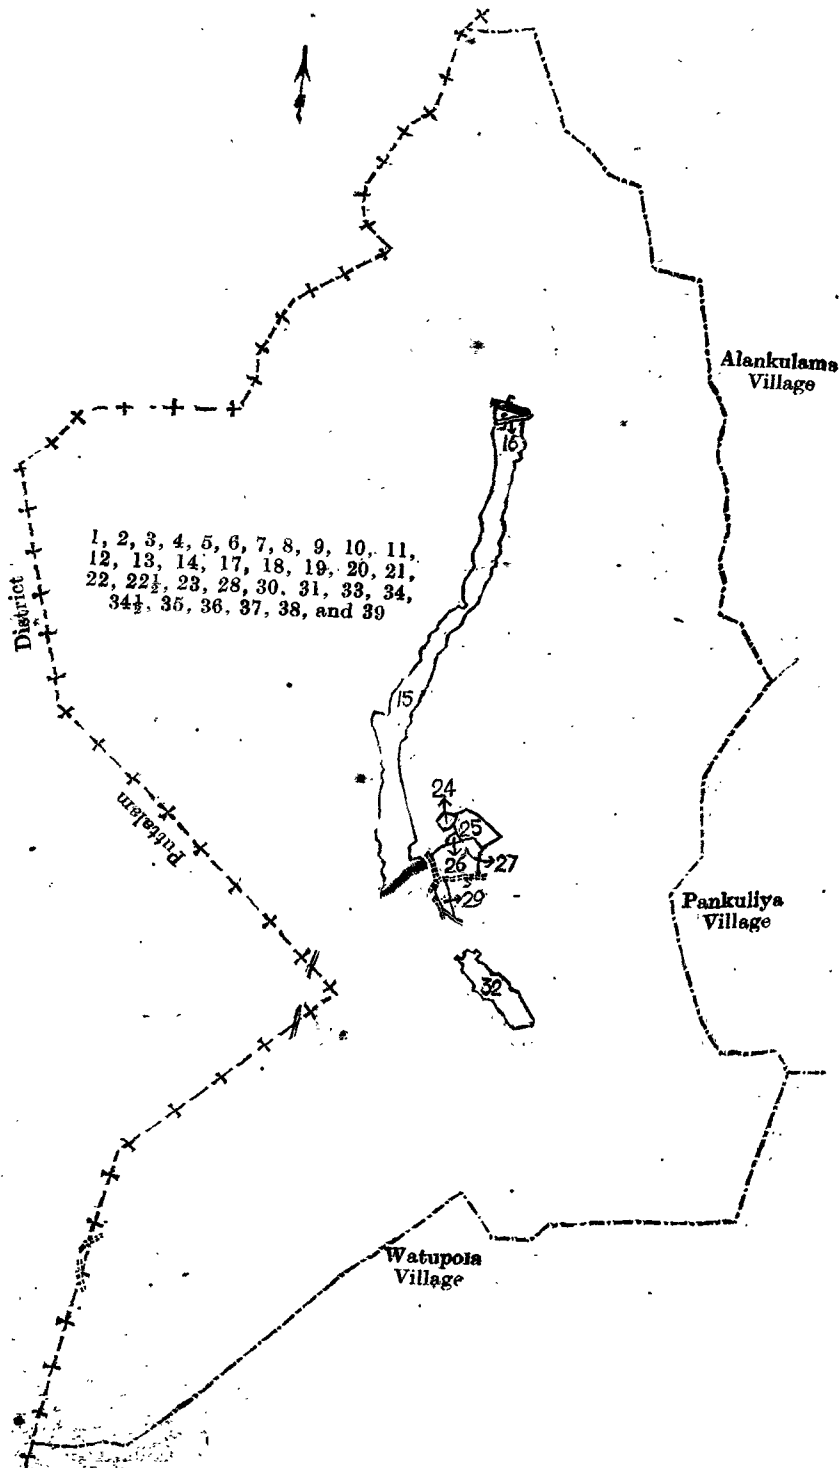 Alankulama
Village
16
1, 2, 3, 4, 5, 6, 7, 8, 9, 10, 11,
12, 13, 14, 17, 18, 19, 20, 21,
22, 22½, 23, 28, 30, 31, 33, 34,
34½, 35, 36, 37, 38, and 39
District
15
Puttalam
24
25
26
27
29
Pankuliya
Village
32
Watupola
Village